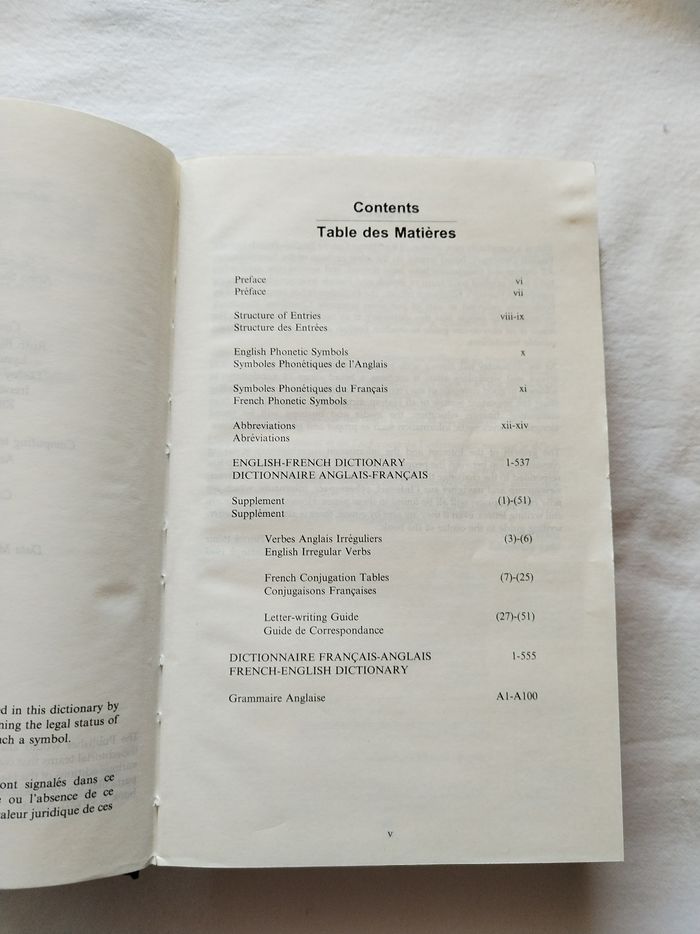 d in this dictionary by
ning the legal status of
uch a symbol.
ont signalés dans ce
e ou l'absence de ce
valeur juridique de ces
Contents
Table des Matières
Preface vi
Préface vii
Structure of Entries viii-ix
Structure des Entrées
English Phonetic Symbols x
Symboles Phonétiques de l'Anglais
Symboles Phonétiques du Français xi
French Phonetic Symbols
Abbreviations xii-xiv
Abréviations
ENGLISH-FRENCH DICTIONARY 1-537
DICTIONNAIRE ANGLAIS-FRANÇAIS
Supplement (1)-(51)
Supplément
Verbes Anglais Irréguliers (3)-(6)
English Irregular Verbs
French Conjugation Tables (7)-(25)
Conjugaisons Françaises
Letter-writing Guide (27)-(51)
Guide de Correspondance
DICTIONNAIRE FRANÇAIS-ANGLAIS 1-555
FRENCH-ENGLISH DICTIONARY
Grammaire Anglaise A1-A100
v